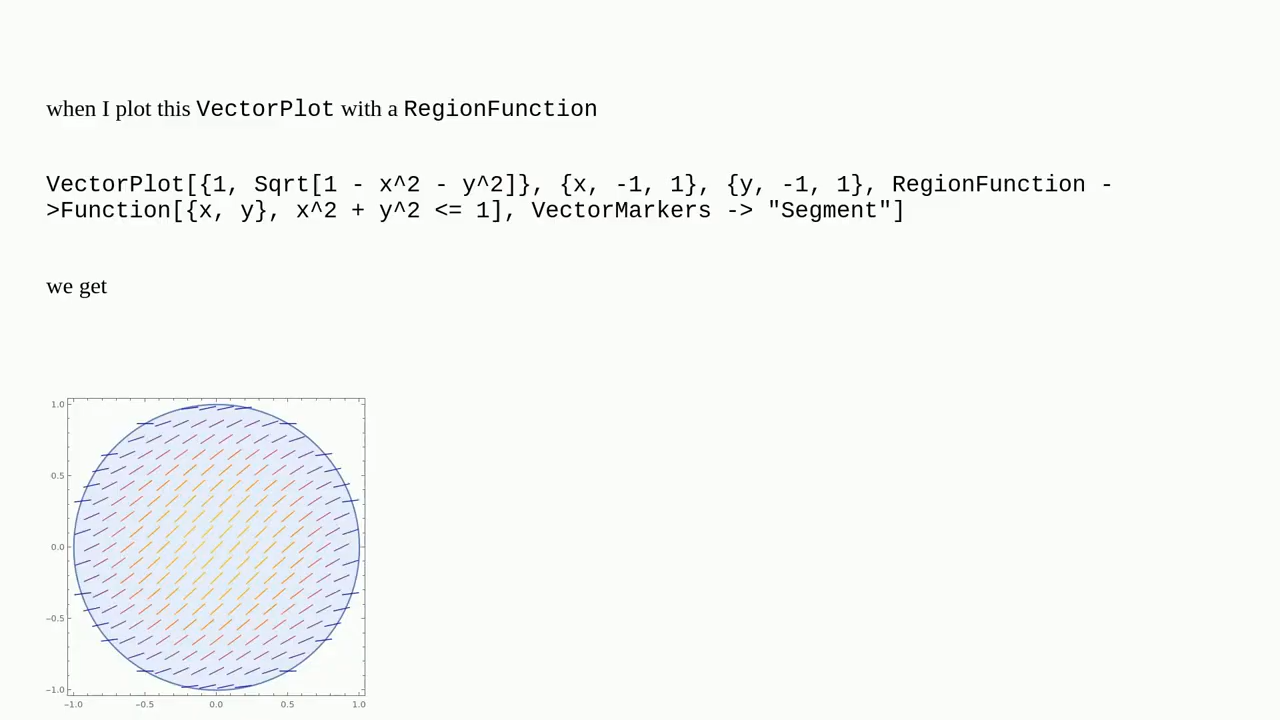 when I plot this VectorPlot with a RegionFunction
VectorPlot[{1, Sqrt[1 - x^2 - y^2]}, {x, -1, 1}, {y, -1, 1}, RegionFunction -
>Function[{x, y}, x^2 + y^2 <= 1], VectorMarkers -> "Segment"]
we get
1.0
0.5
0.0
−0.5
−1.0
−1.0 −0.5 0.0 0.5 1.0